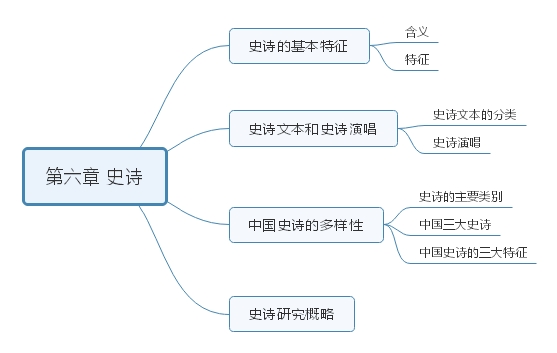 第六章 史诗
史诗的基本特征
含义
特征
史诗文本和史诗演唱
史诗文本的分类
史诗演唱
中国史诗的多样性
史诗的主要类别
中国三大史诗
中国史诗的三大特征
史诗研究概略